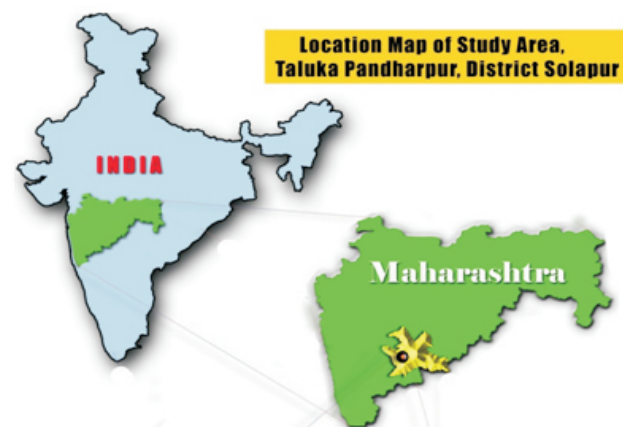 Location Map of Study Area,
Taluka Pandharpur, District Solapur
INDIA
Maharashtra